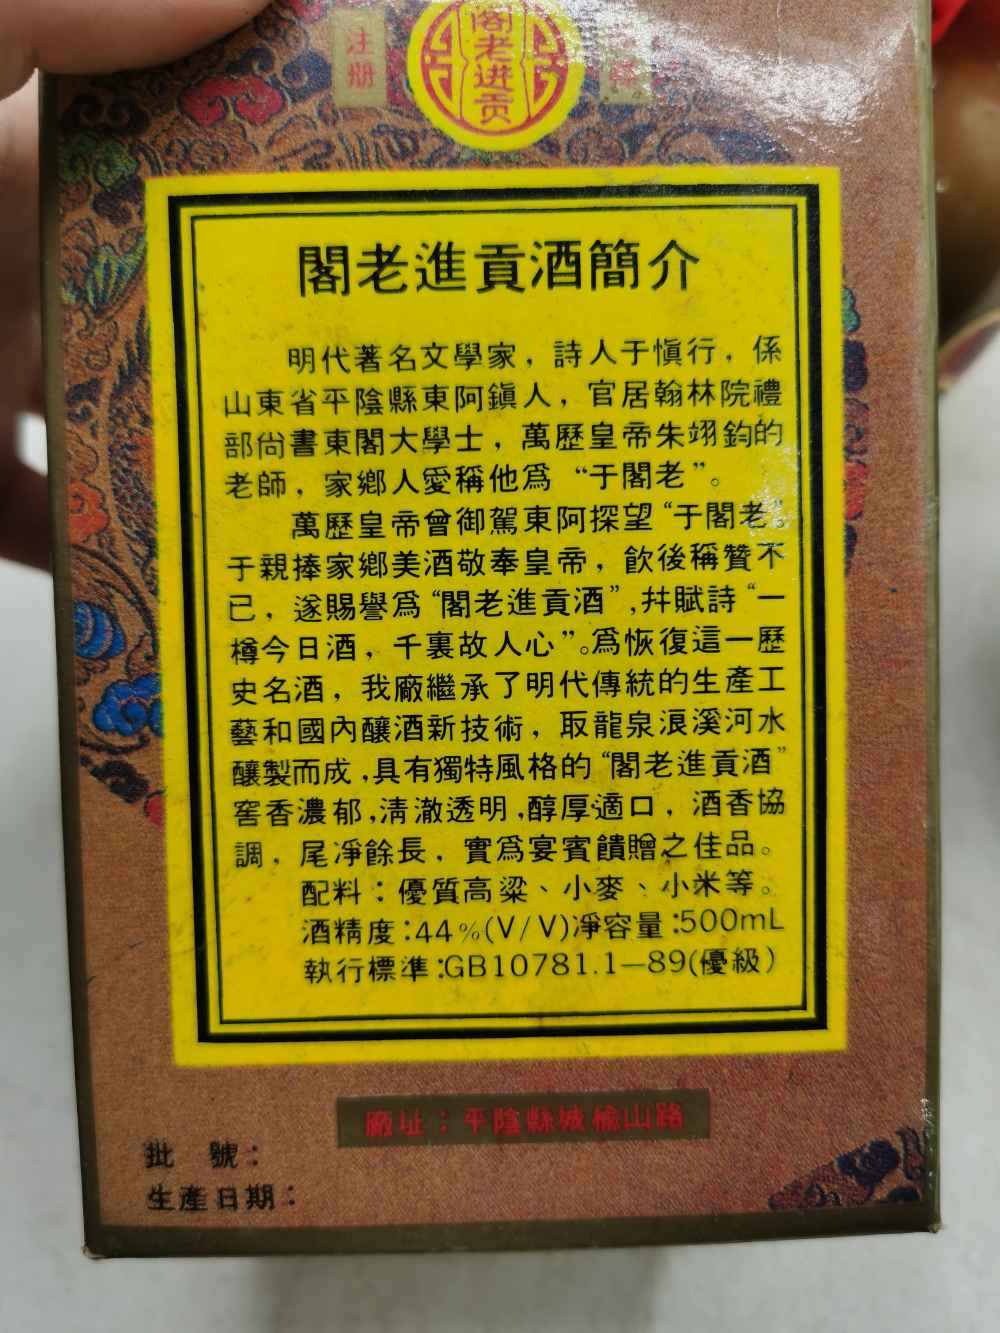 注册
閣老进贡
閣老進貢酒簡介
明代著名文學家，詩人于慎行，係
山東省平陰縣東阿鎮人，官居翰林院禮
部尚書東閣大學士，萬歷皇帝朱翊鈞的
老師，家鄉人愛稱他爲“于閣老”。
萬歷皇帝曾御駕東阿探望“于閣老”。
于親捧家鄉美酒敬奉皇帝，飲後稱贊不
已，遂賜譽爲“閣老進貢酒”，幷賦詩“一
樽今日酒，千裏故人心”。爲恢復這一歷
史名酒，我廠繼承了明代傳統的生產工
藝和國內釀酒新技術，取龍泉浪溪河水
釀製而成，具有獨特風格的“閣老進貢酒”
窖香濃郁，清澈透明，醇厚適口，酒香協
調，尾凈餘長，實爲宴賓饋贈之佳品。
配料：優質高粱、小麥、小米等。
酒精度：44%(V/V)凈容量：500mL
執行標準：GB10781.1—89(優級)
廠址：平陰縣城榆山路
批 號：
生產日期：